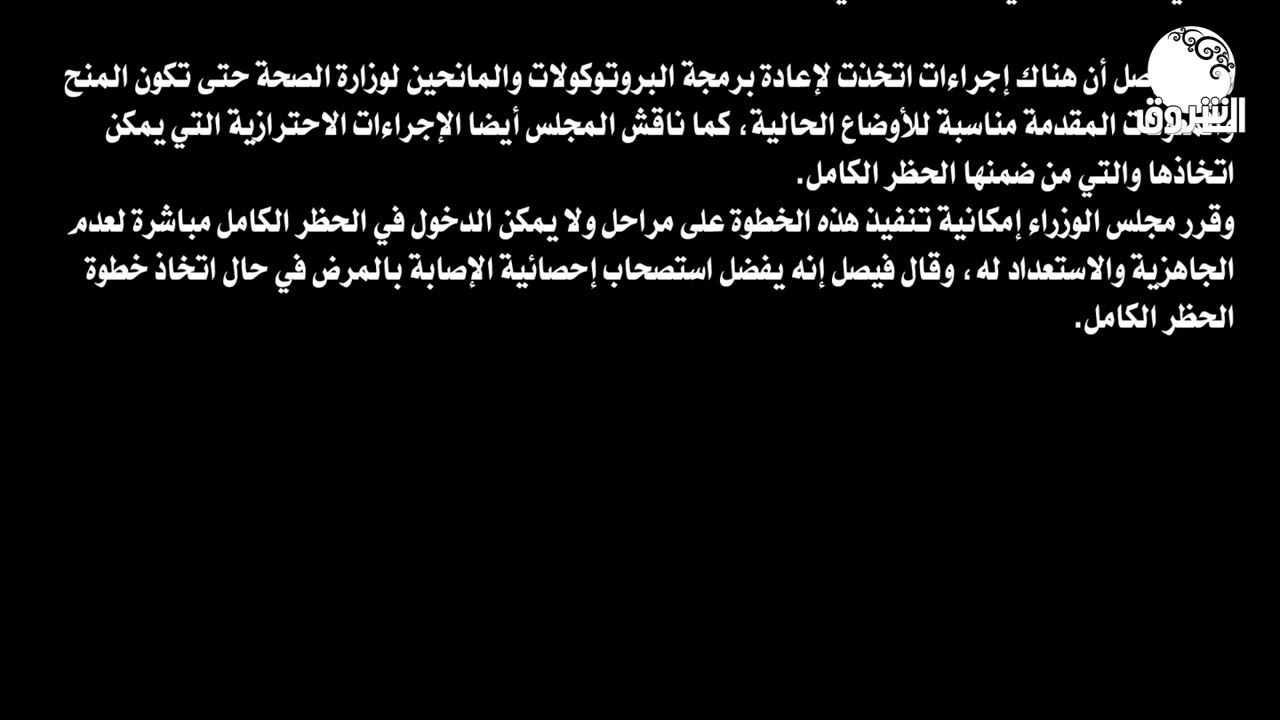 أن هناك إجراءات اتخذت لإعادة برمجة البروتوكولات والمانحين لوزارة الصحة حتى تكون المنح
المقدمة مناسبة للأوضاع الحالية، كما ناقش المجلس أيضا الإجراءات الاحترازية التي يمكن
اتخاذها والتي من ضمنها الحظر الكامل.
وقرر مجلس الوزراء إمكانية تنفيذ هذه الخطوة على مراحل ولا يمكن الدخول في الحظر الكامل مباشرة لعدم
الجاهزية والاستعداد له، وقال فيصل إنه يفضل استصحاب إحصائية الإصابة بالمرض في حال اتخاذ خطوة
الحظر الكامل.
الشروق